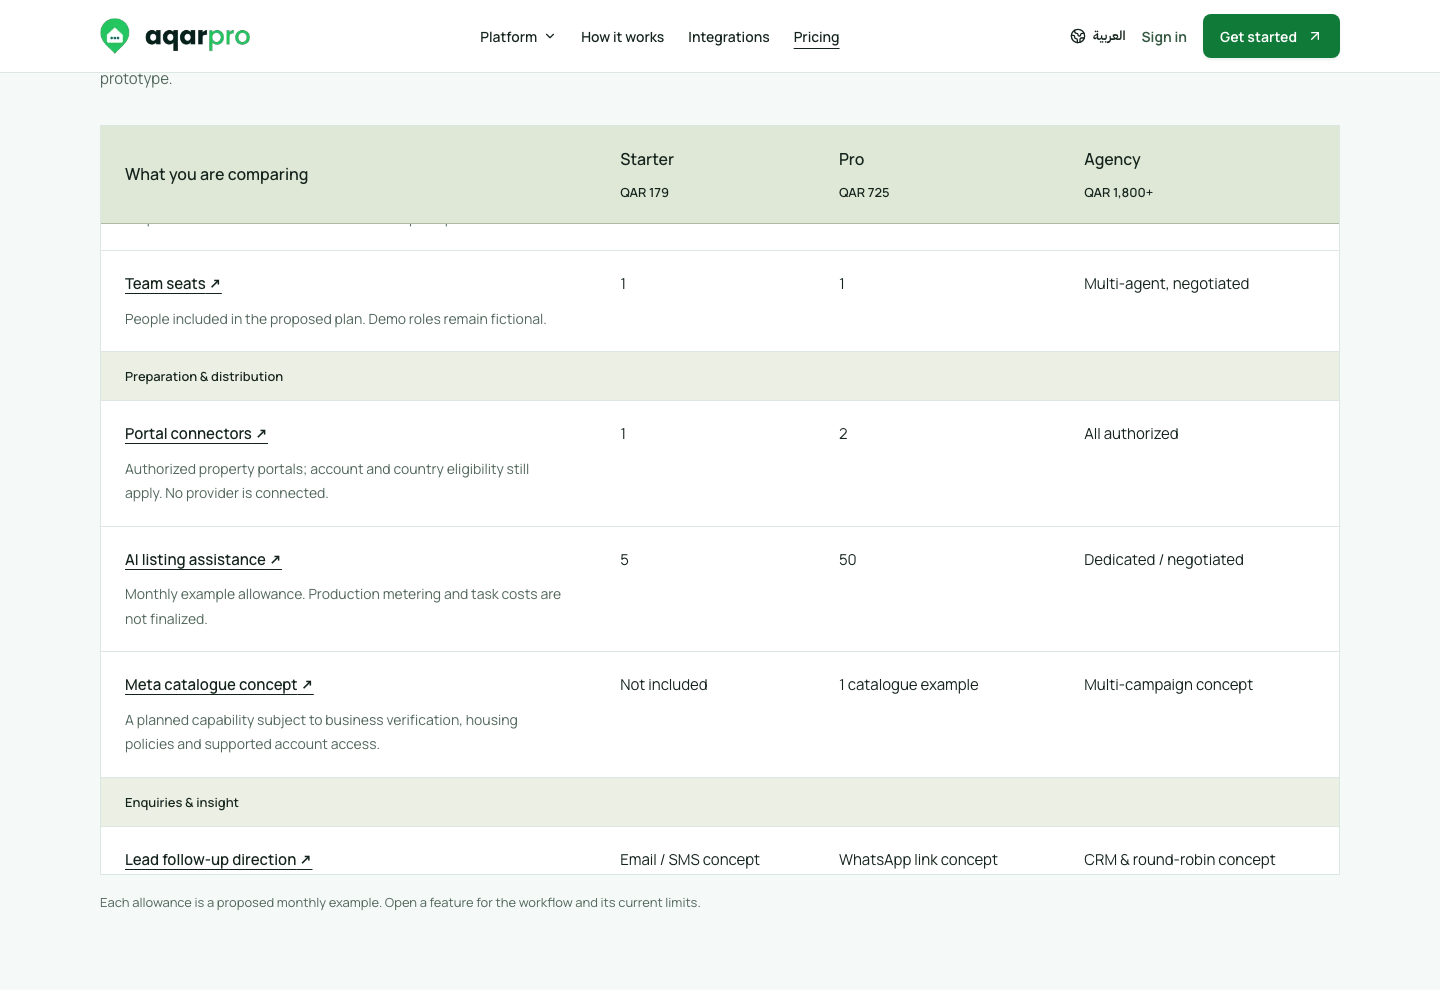 aqarpro
Platform
How it works
Integrations
Pricing
العربية
Sign in
Get started
prototype.
What you are comparing
Starter
QAR 179
Pro
QAR 725
Agency
QAR 1,800+
Team seats ↗
1
1
Multi-agent, negotiated
People included in the proposed plan. Demo roles remain fictional.
Preparation & distribution
Portal connectors ↗
1
2
All authorized
Authorized property portals; account and country eligibility still
apply. No provider is connected.
AI listing assistance ↗
5
50
Dedicated / negotiated
Monthly example allowance. Production metering and task costs are
not finalized.
Meta catalogue concept ↗
Not included
1 catalogue example
Multi-campaign concept
A planned capability subject to business verification, housing
policies and supported account access.
Enquiries & insight
Lead follow-up direction ↗
Email / SMS concept
WhatsApp link concept
CRM & round-robin concept
Each allowance is a proposed monthly example. Open a feature for the workflow and its current limits.